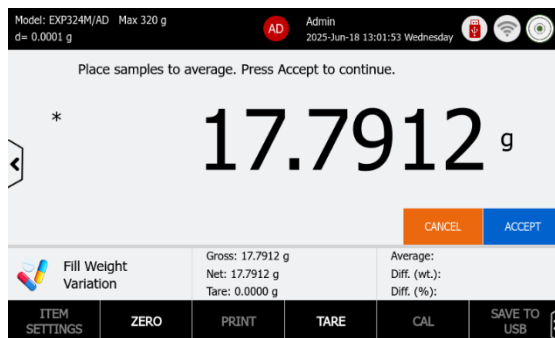 Model: EXP324M/AD Max 320 g
d= 0.0001 g
AD
Admin
2025-Jun-18 13:01:53 Wednesday
Place samples to average. Press Accept to continue.
* 17.7912 g
CANCEL
ACCEPT
Fill Weight
Variation
Gross: 17.7912 g
Net: 17.7912 g
Tare: 0.0000 g
Average:
Diff. (wt.):
Diff. (%):
ITEM
SETTINGS
ZERO
PRINT
TARE
CAL
SAVE TO
USB